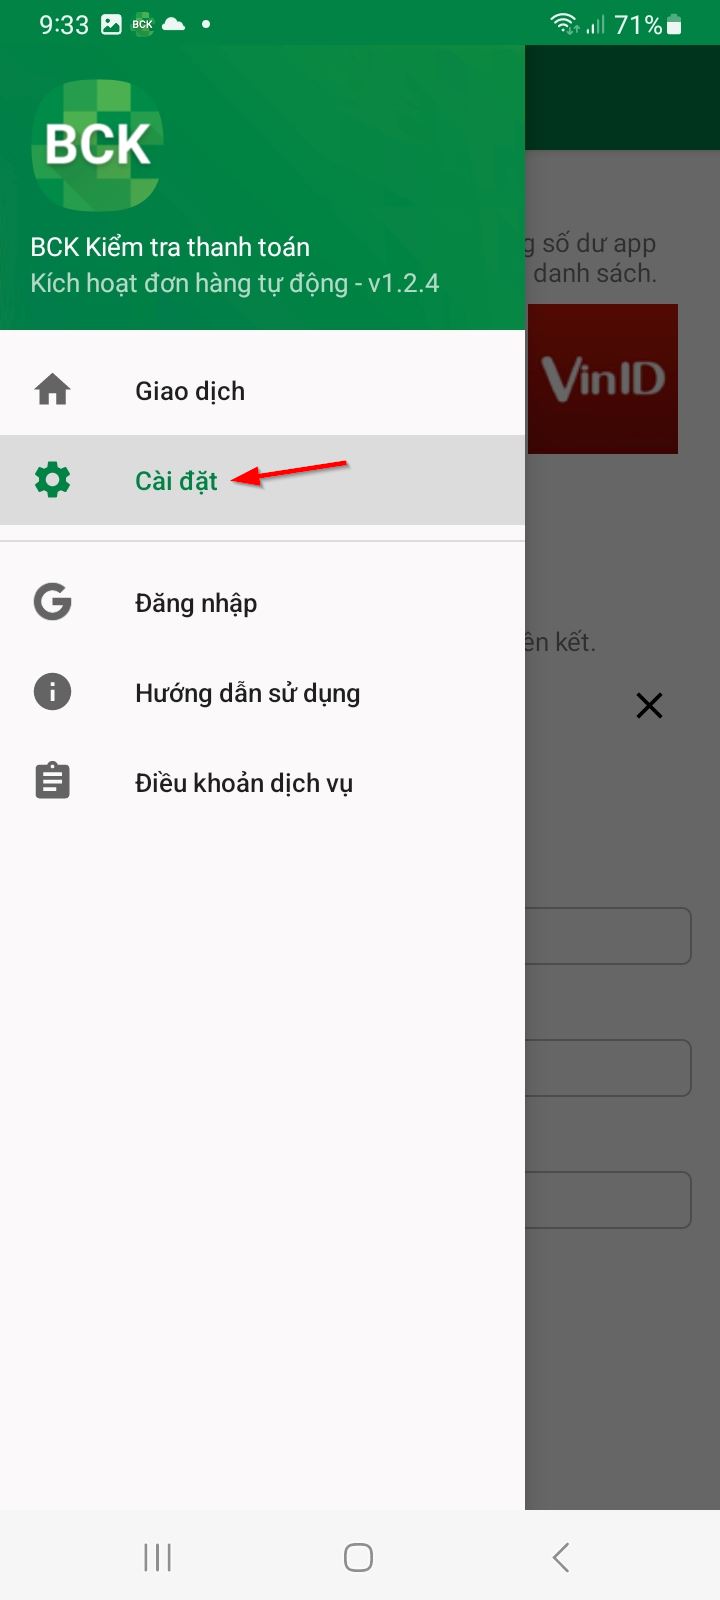 9:33
BCK
71%
BCK
BCK Kiểm tra thanh toán
Kích hoạt đơn hàng tự động - v1.2.4
số dư app
danh sách.
VinID
Giao dịch
Cài đặt
Đăng nhập
kết.
Hướng dẫn sử dụng
Điều khoản dịch vụ